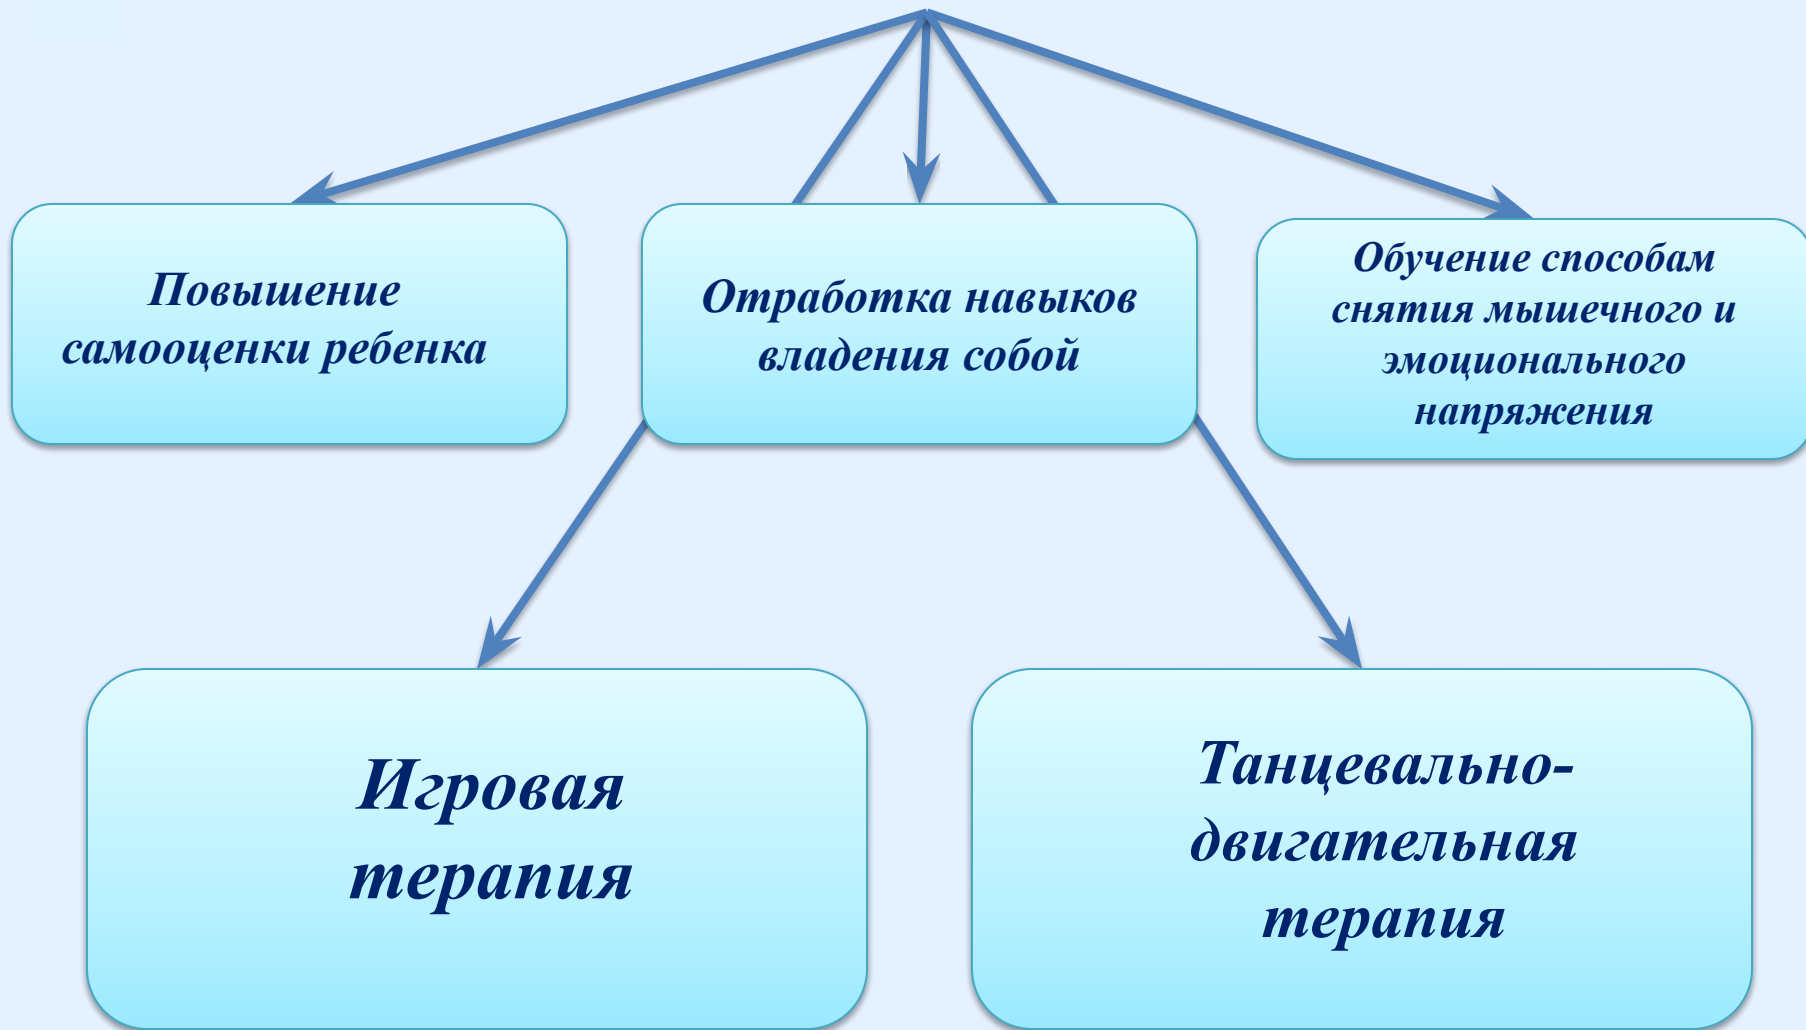 Повышение
самооценки ребенка
Отработка навыков
владения собой
Обучение способам
снятия мышечного и
эмоционального
напряжения
Игровая
терапия
Танцевально-
двигательная
терапия